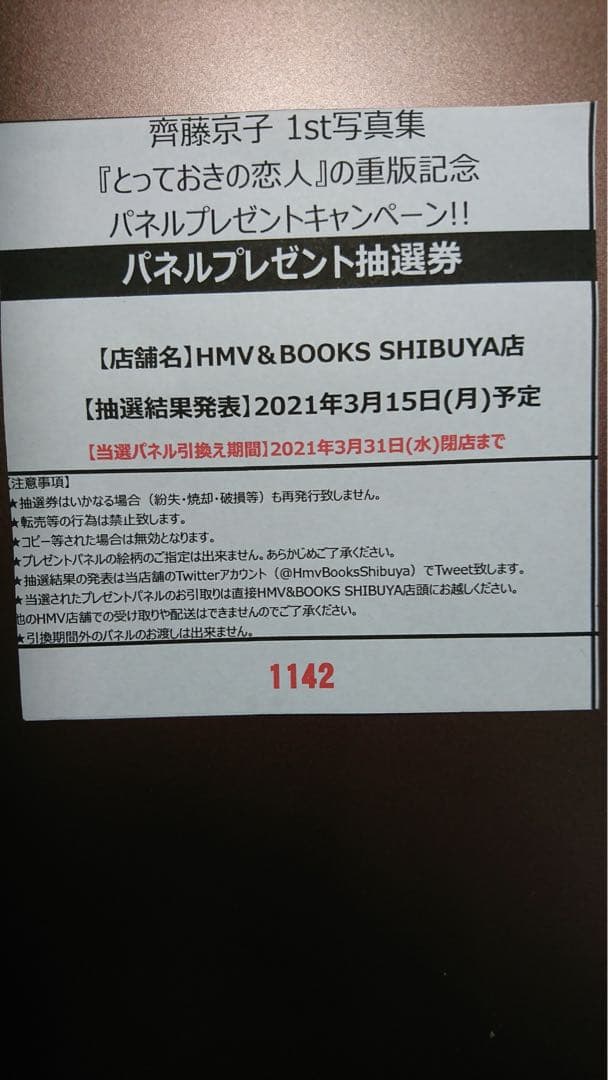 齊藤京子 1st写真集
『とっておきの恋人』の重版記念
パネルプレゼントキャンペーン!!
パネルプレゼント抽選券
【店舗名】HMV&BOOKS SHIBUYA店
【抽選結果発表】2021年3月15日(月)予定
【当選パネル引換え期間】2021年3月31日(水)閉店まで
【注意事項】
★抽選券はいかなる場合（紛失・焼却・破損等）も再発行致しません。
★転売等の行為は禁止致します。
★コピー等された場合は無効となります。
★プレゼントパネルの絵柄のご指定は出来ません。あらかじめご了承ください。
★抽選結果の発表は当店舗のTwitterアカウント（@HmvBooksShibuya）でTweet致します。
★当選されたプレゼントパネルのお引取りは直接HMV&BOOKS SHIBUYA店頭にお越しください。
他のHMV店舗での受け取りや配送はできませんのでご了承ください。
★引換期間外のパネルのお渡しは出来ません。
1142